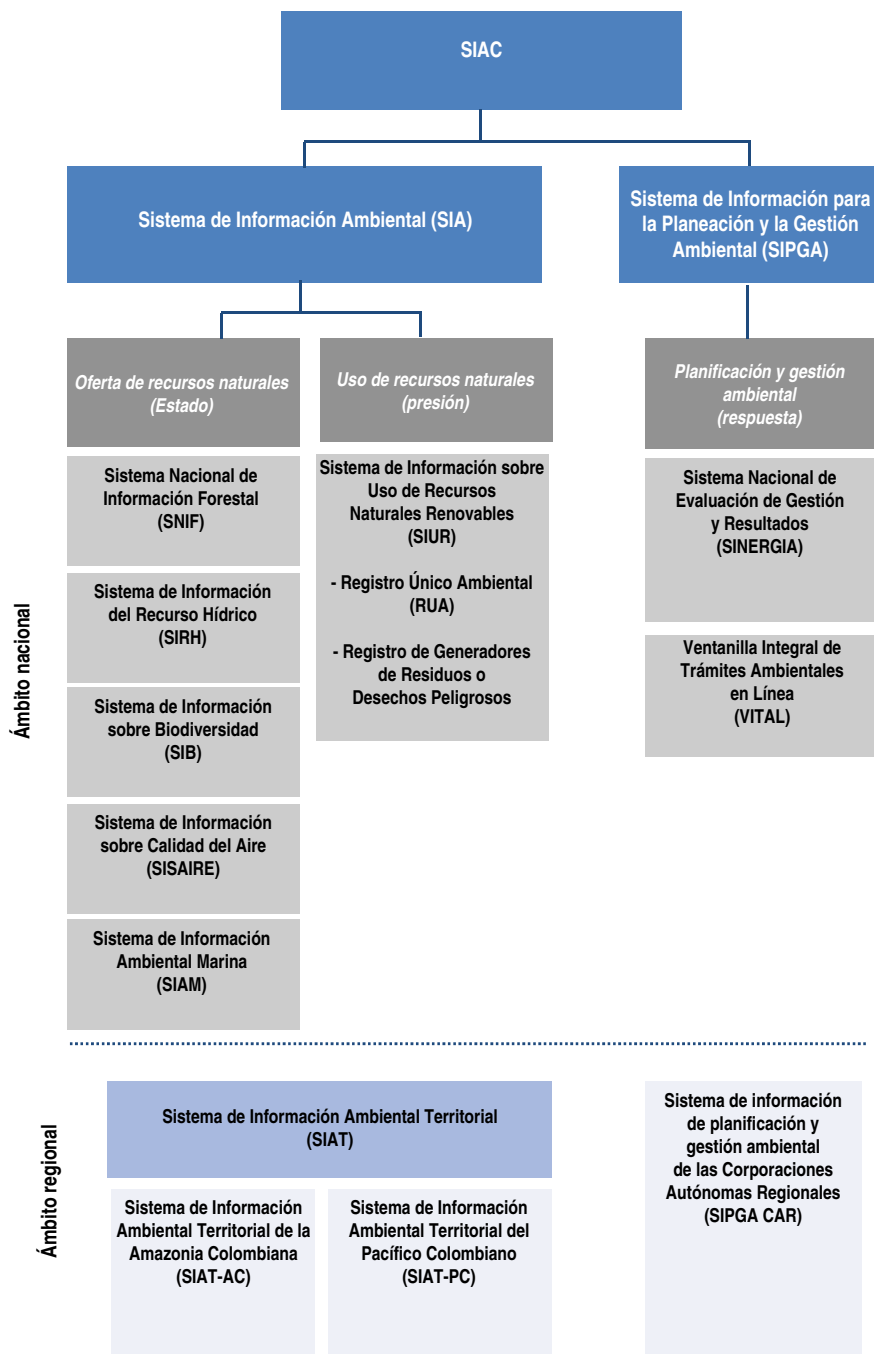 SIAC
Sistema de Información Ambiental (SIA)
Sistema de Información para
la Planeación y la Gestión
Ambiental (SIPGA)
Oferta de recursos naturales
(Estado)
Uso de recursos naturales
(presión)
Planificación y gestión
ambiental
(respuesta)
Ámbito nacional
Sistema Nacional de
Información Forestal
(SNIF)
Sistema de Información
del Recurso Hídrico
(SIRH)
Sistema de Información
sobre Biodiversidad
(SIB)
Sistema de Información
sobre Calidad del Aire
(SISAIRE)
Sistema de Información
Ambiental Marina
(SIAM)
Sistema de Información sobre
Uso de Recursos
Naturales Renovables
(SIUR)
- Registro Único Ambiental
(RUA)
- Registro de Generadores
de Residuos o
Desechos Peligrosos
Sistema Nacional de
Evaluación de Gestión
y Resultados
(SINERGIA)
Ventanilla Integral de
Trámites Ambientales
en Línea
(VITAL)
Ámbito regional
Sistema de Información Ambiental Territorial
(SIAT)
Sistema de Información
Ambiental Territorial de la
Amazonia Colombiana
(SIAT-AC)
Sistema de Información
Ambiental Territorial del
Pacífico Colombiano
(SIAT-PC)
Sistema de información
de planificación y
gestión ambiental
de las Corporaciones
Autónomas Regionales
(SIPGA CAR)